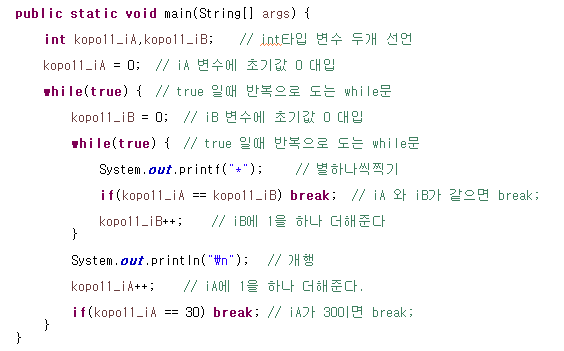 public static void main(String[] args) {
int kopo11_iA,kopo11_iB; // int타입 변수 두개 선언
kopo11_iA = 0; // iA 변수에 초기값 0 대입
while(true) { // true 일때 반복으로 도는 while문
kopo11_iB = 0; // iB 변수에 초기값 0 대입
while(true) { // true 일때 반복으로 도는 while문
System.out.printf("*"); // 별하나씩찍기
if(kopo11_iA == kopo11_iB) break; // iA 와 iB가 같으면 break;
kopo11_iB++; // iB에 1을 하나 더해준다
}
System.out.println("₩n"); // 개행
kopo11_iA++; // iA에 1을 하나 더해준다.
if(kopo11_iA == 30) break; // iA가 30이면 break;
}
}